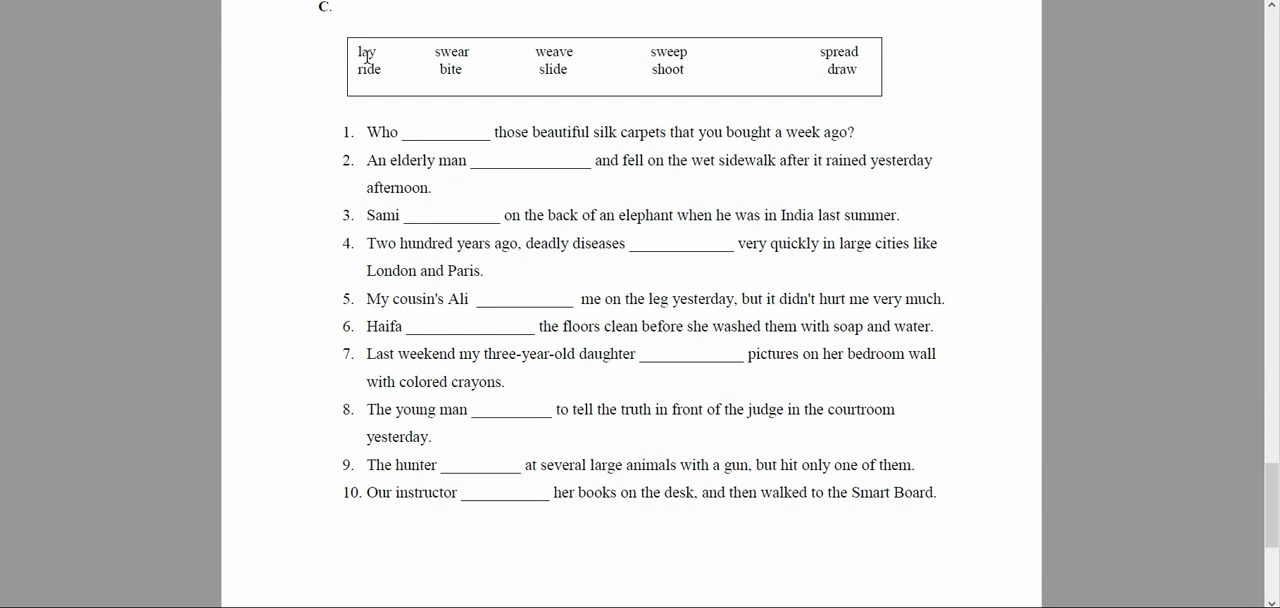 C.
lay swear weave sweep spread
ride bite slide shoot draw
1. Who ___________ those beautiful silk carpets that you bought a week ago?
2. An elderly man _______________ and fell on the wet sidewalk after it rained yesterday
afternoon.
3. Sami ____________ on the back of an elephant when he was in India last summer.
4. Two hundred years ago, deadly diseases _____________ very quickly in large cities like
London and Paris.
5. My cousin's Ali ____________ me on the leg yesterday, but it didn't hurt me very much.
6. Haifa ________________ the floors clean before she washed them with soap and water.
7. Last weekend my three-year-old daughter _____________ pictures on her bedroom wall
with colored crayons.
8. The young man __________ to tell the truth in front of the judge in the courtroom
yesterday.
9. The hunter __________ at several large animals with a gun, but hit only one of them.
10. Our instructor ___________ her books on the desk, and then walked to the Smart Board.